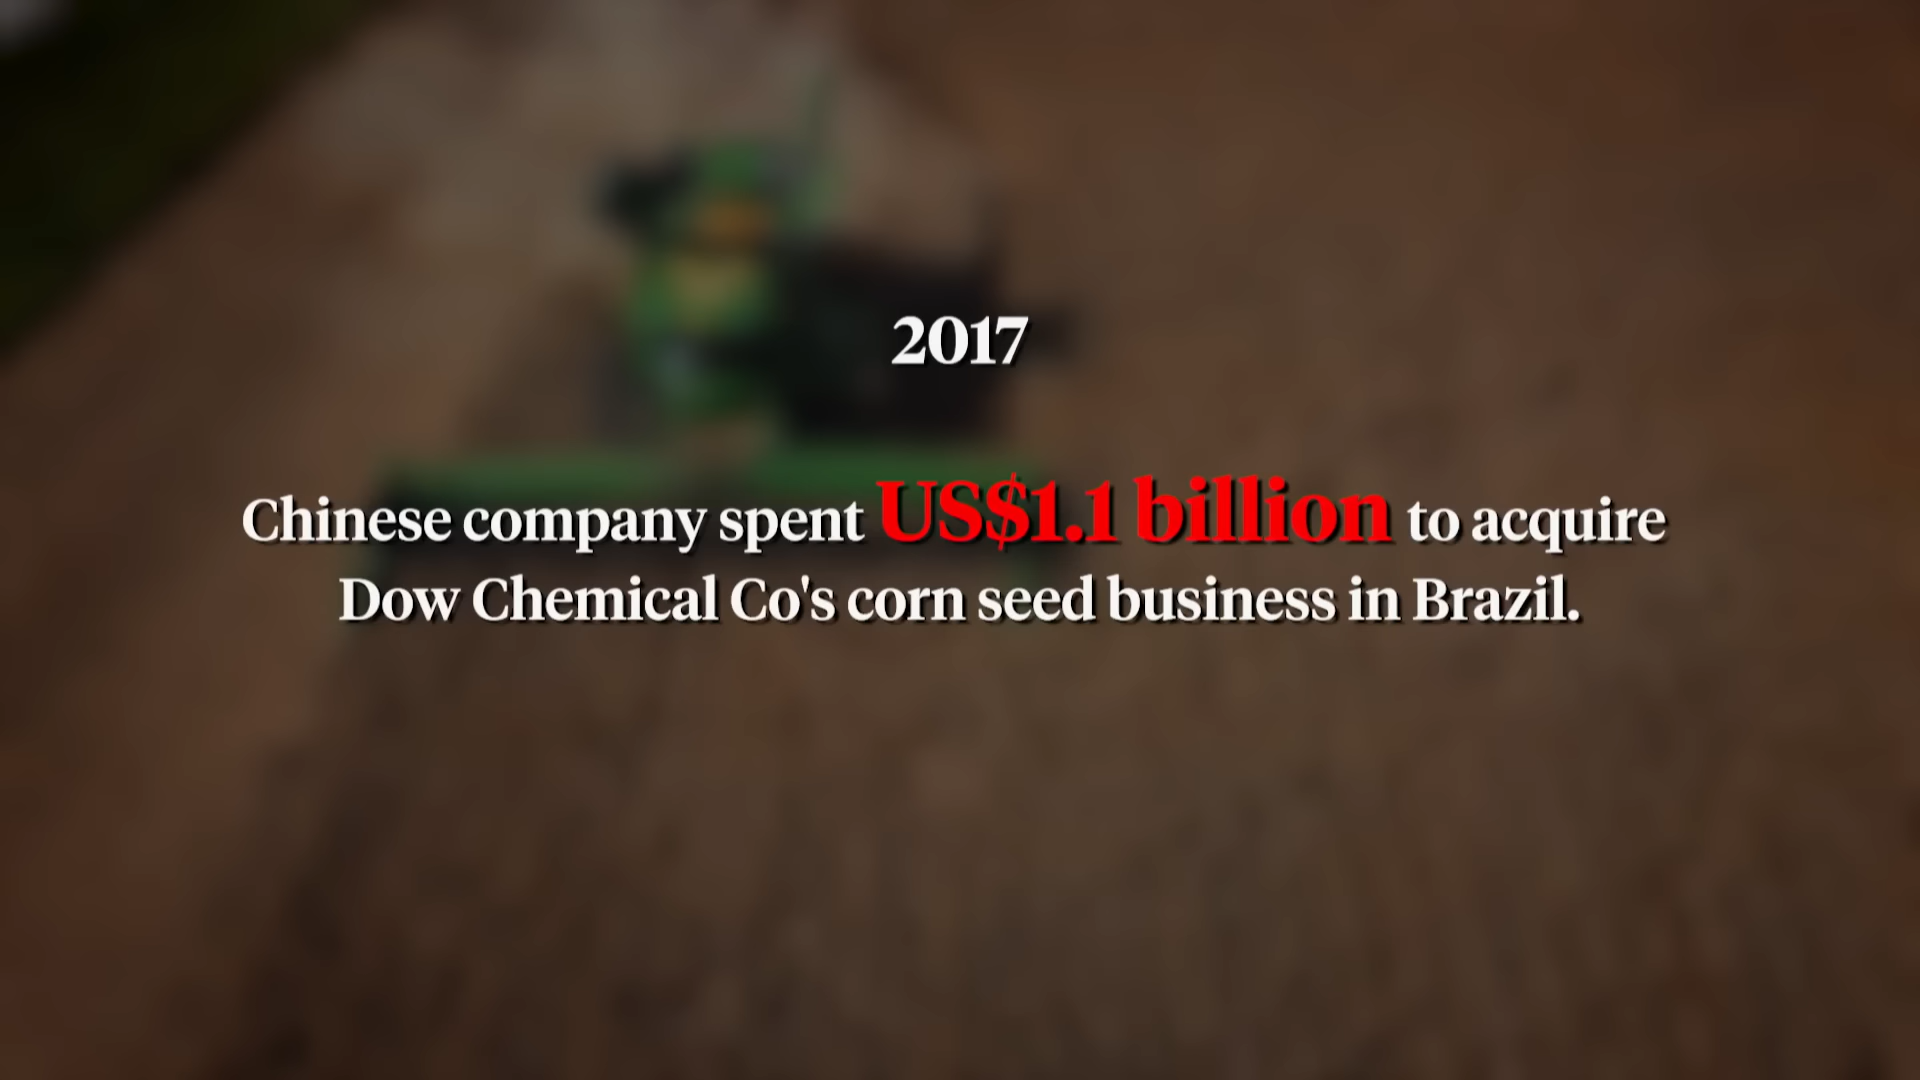 2017
Chinese company spent US$1.1 billion to acquire
Dow Chemical Co's corn seed business in Brazil.